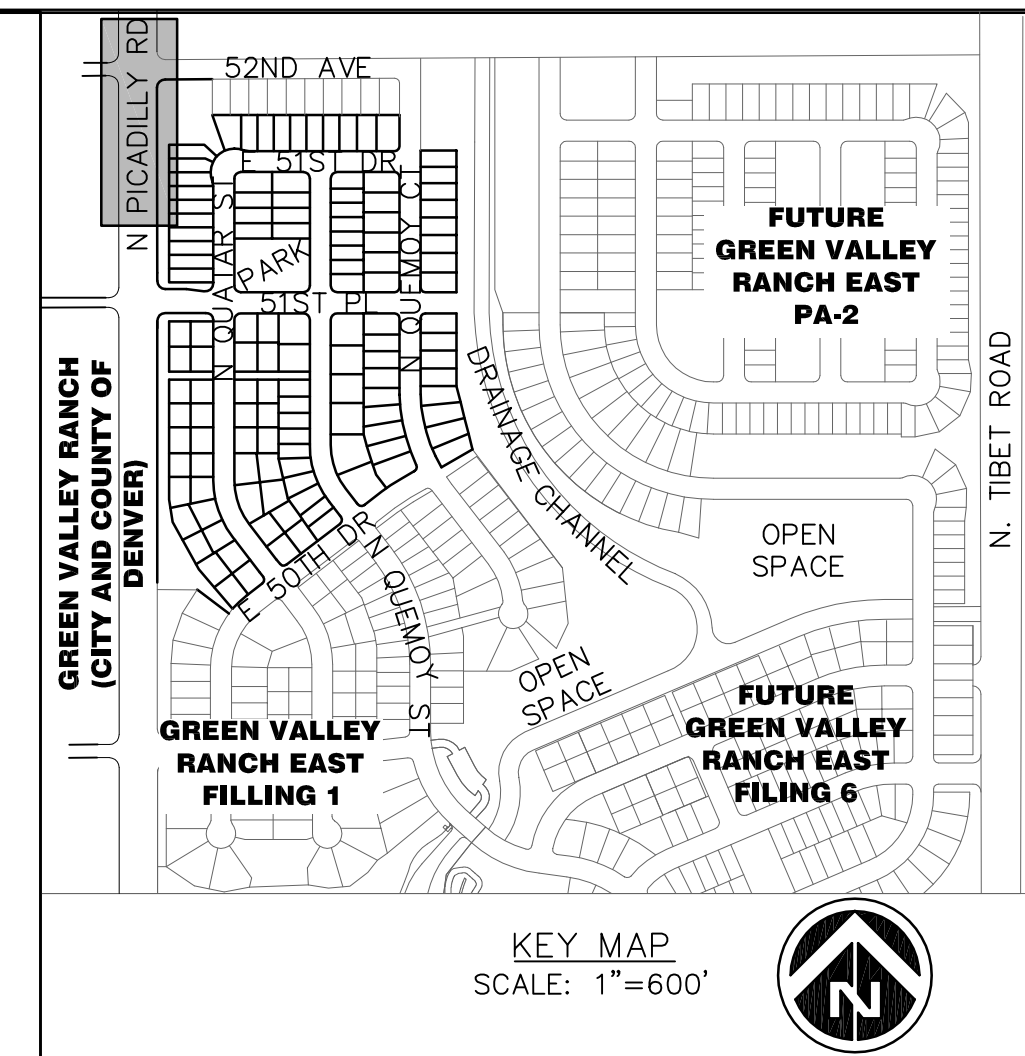 N PICADILLY RD
52ND AVE
E 51ST DR
N QUATAR ST
PARK
N QUEMOY CT
51ST PL
FUTURE
GREEN VALLEY
RANCH EAST
PA-2
N. TIBET ROAD
GREEN VALLEY RANCH
(CITY AND COUNTY OF
DENVER)
DRAINAGE CHANNEL
OPEN
SPACE
E 50TH DR
N QUEMOY ST
OPEN
SPACE
GREEN VALLEY
RANCH EAST
FILLING 1
FUTURE
GREEN VALLEY
RANCH EAST
FILING 6
KEY MAP
SCALE: 1"=600'
N